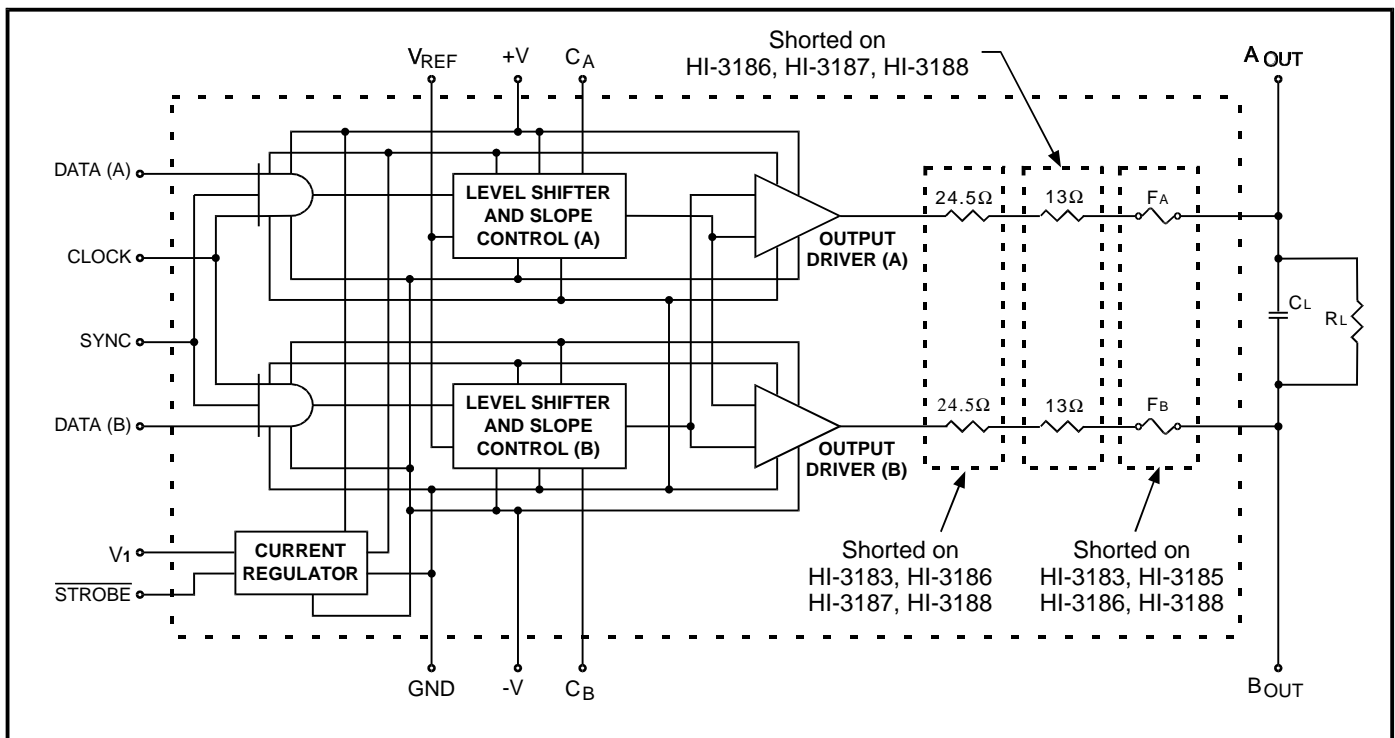 Shorted on
HI-3186, HI-3187, HI-3188
VREF
+V
CA
AOUT
DATA (A)
CLOCK
SYNC
DATA (B)
V1
STROBE
LEVEL SHIFTER
AND SLOPE
CONTROL (A)
OUTPUT
DRIVER (A)
24.5Ω
13Ω
FA
CL
RL
LEVEL SHIFTER
AND SLOPE
CONTROL (B)
OUTPUT
DRIVER (B)
24.5Ω
13Ω
FB
CURRENT
REGULATOR
Shorted on
HI-3183, HI-3186
HI-3187, HI-3188
Shorted on
HI-3183, HI-3185
HI-3186, HI-3188
GND
-V
CB
BOUT